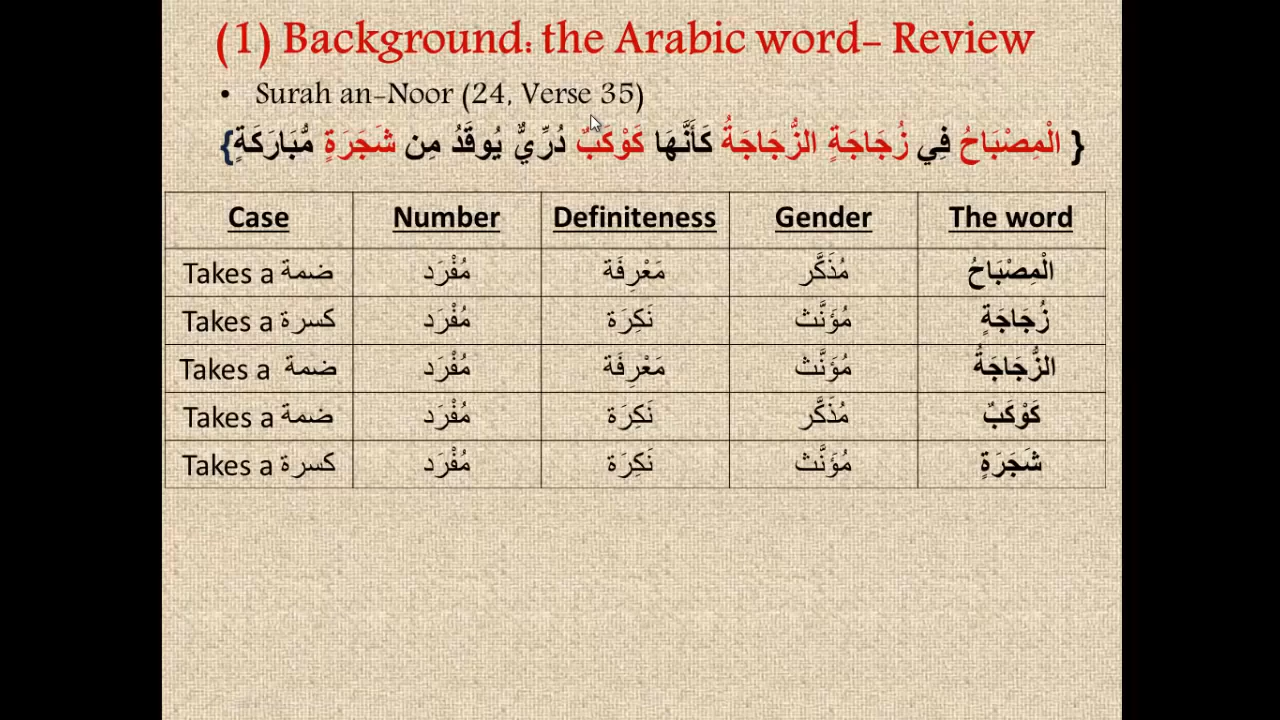 (1) Background: the Arabic word- Review
• Surah an-Noor (24, Verse 35)
{ الْمِصْبَاحُ فِي زُجَاجَةٍ الزُّجَاجَةُ كَأَنَّهَا كَوْكَبٌ دُرِّيٌّ يُوقَدُ مِن شَجَرَةٍ مُّبَارَكَةٍ}
Case Number Definiteness Gender The word
Takes a ضمة مُفْرَد مَعْرِفَة مُذَكَّر الْمِصْبَاحُ
Takes a كسرة مُفْرَد نَكِرَة مُؤَنَّث زُجَاجَةٍ
Takes a ضمة مُفْرَد مَعْرِفَة مُؤَنَّث الزُّجَاجَةُ
Takes a ضمة مُفْرَد نَكِرَة مُذَكَّر كَوْكَبٌ
Takes a كسرة مُفْرَد نَكِرَة مُؤَنَّث شَجَرَةٍ